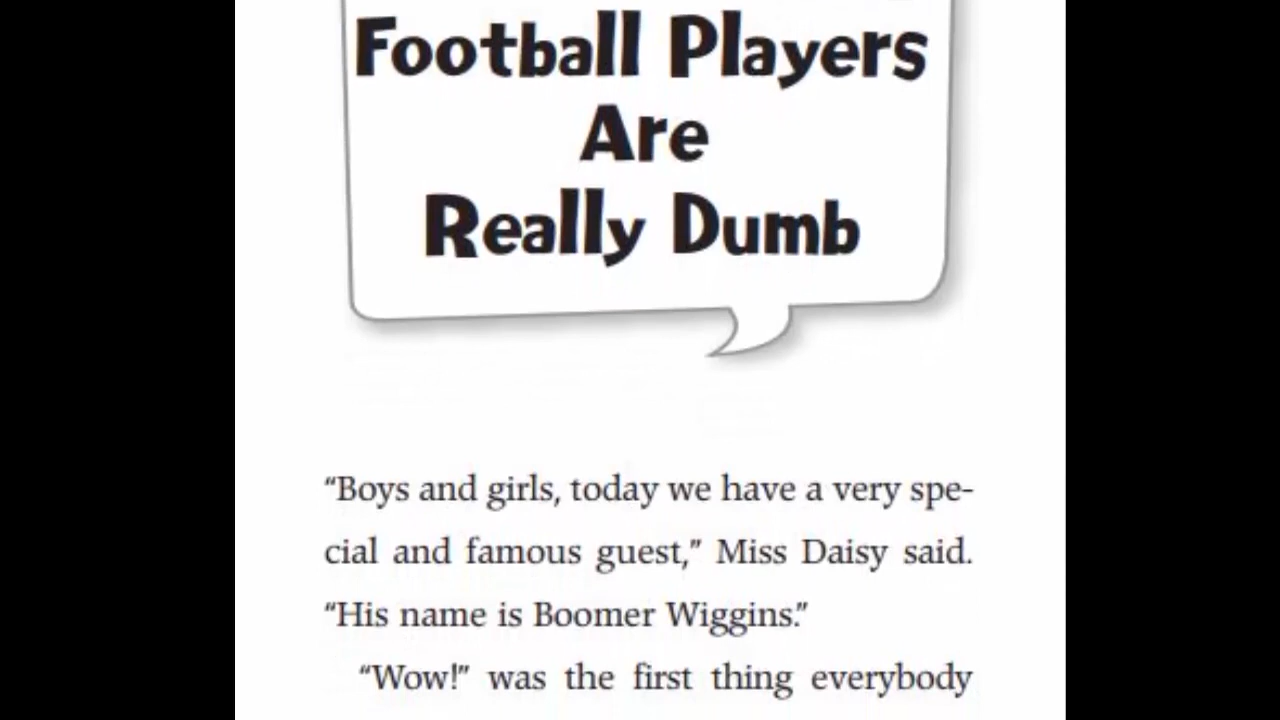 Football Players
Are
Really Dumb
“Boys and girls, today we have a very spe-
cial and famous guest,” Miss Daisy said.
“His name is Boomer Wiggins.”
“Wow!” was the first thing everybody